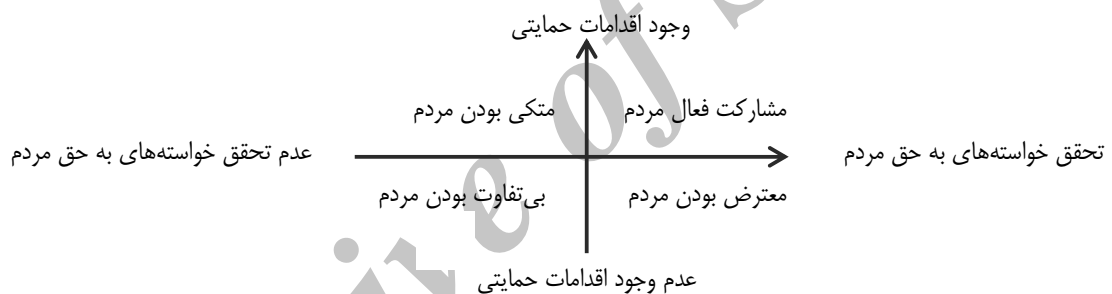 وجود اقدامات حمایتی
مشارکت فعال مردم
متکی بودن مردم
تحقق خواسته‌های به حق مردم
عدم تحقق خواسته‌های به حق مردم
معترض بودن مردم
بی‌تفاوت بودن مردم
عدم وجود اقدامات حمایتی